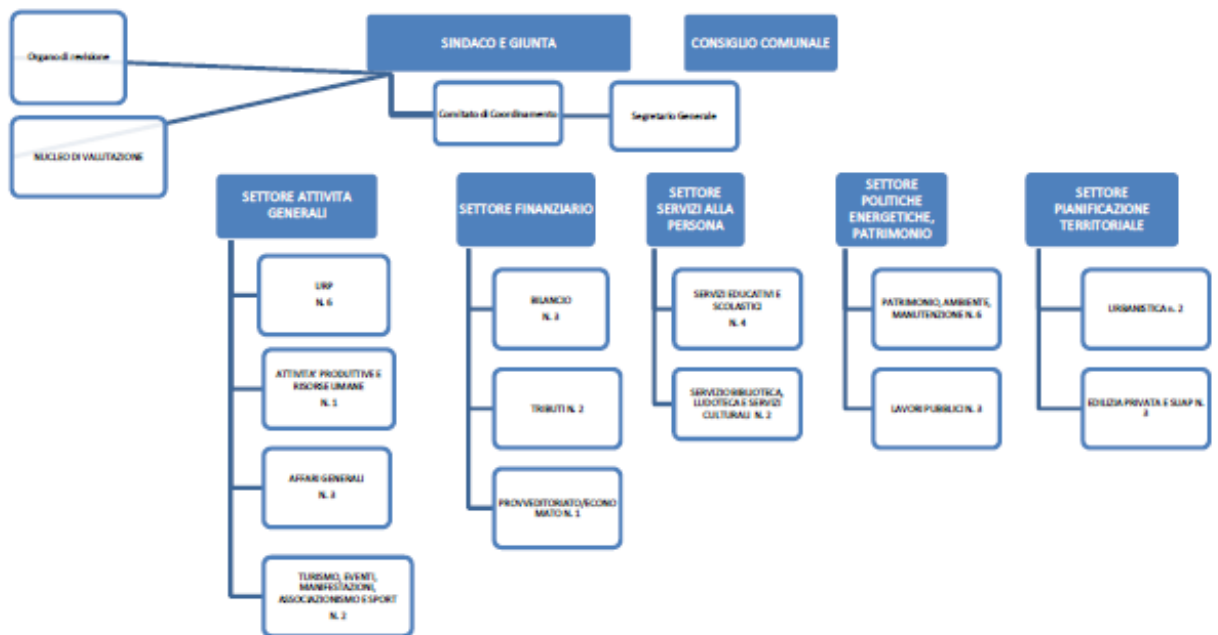 SINDACO E GIUNTA
CONSIGLIO COMUNALE
Organo di revisione
Comitato di Coordinamento
Segretario Generale
NUCLEO DI VALUTAZIONE
SETTORE ATTIVITA
GENERALI
URP
N. 6
ATTIVITA' PRODUTTIVE E
RISORSE UMANE
N. 1
AFFARI GENERALI
N. 3
TURISMO, EVENTI,
MANIFESTAZIONI,
ASSOCIAZIONISMO E SPORT
N. 2
SETTORE FINANZIARIO
BILANCIO
N. 3
TRIBUTI N. 2
PROVVEDITORIATO/ECONO
MATO N. 1
SETTORE
SERVIZI ALLA
PERSONA
SERVIZI EDUCATIVI E
SCOLASTICI
N. 4
SERVIZIO BIBLIOTECA,
LUDOTECA E SERVIZI
CULTURALI N. 2
SETTORE
POLITICHE
ENERGETICHE,
PATRIMONIO
PATRIMONIO, AMBIENTE,
MANUTENZIONE N. 6
LAVORI PUBBLICI N. 3
SETTORE
PIANIFICAZIONE
TERRITORIALE
URBANISTICA n. 2
EDILIZIA PRIVATA E SUAP N.
3